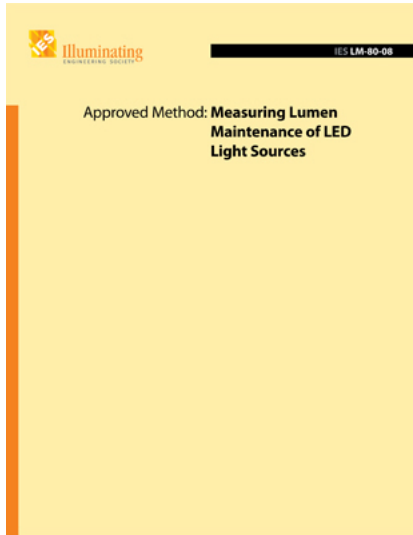 IES
Illuminating
ENGINEERING SOCIETY
IES LM-80-08
Approved Method: Measuring Lumen
Maintenance of LED
Light Sources